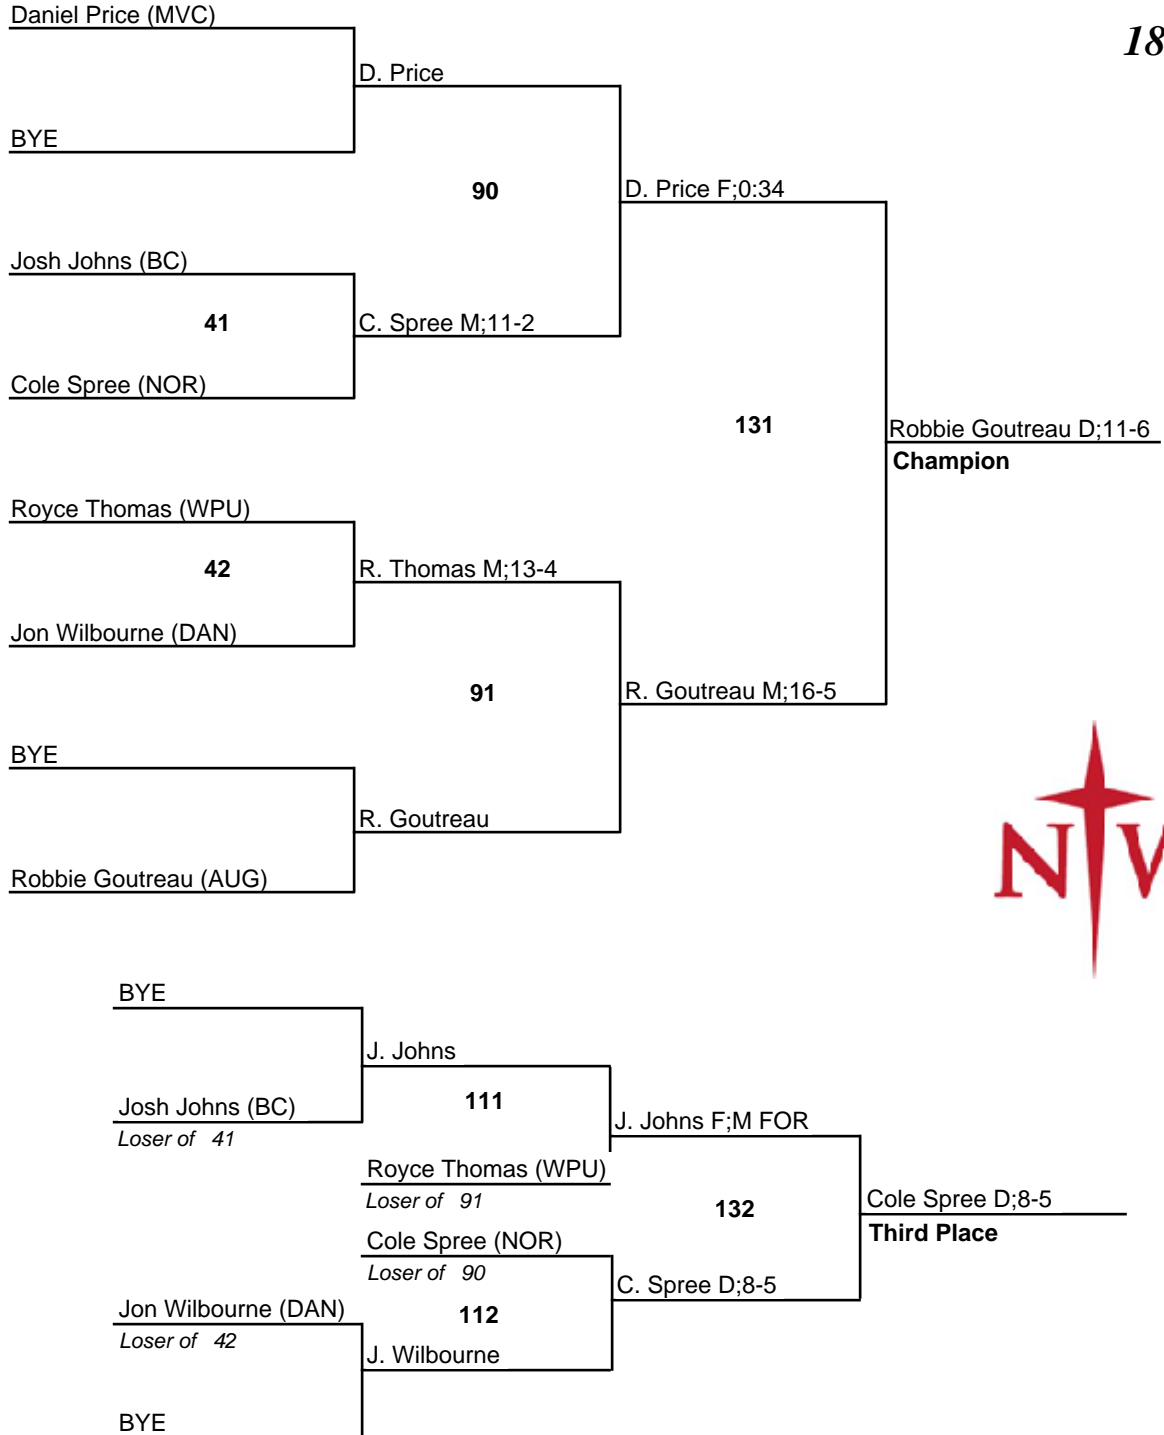 Daniel Price (MVC)
18
D. Price
BYE
90
D. Price F;0:34
Josh Johns (BC)
41
C. Spree M;11-2
Cole Spree (NOR)
131
Robbie Goutreau D;11-6
Champion
Royce Thomas (WPU)
42
R. Thomas M;13-4
Jon Wilbourne (DAN)
91
R. Goutreau M;16-5
BYE
R. Goutreau
Robbie Goutreau (AUG)
N W
BYE
J. Johns
Josh Johns (BC)
111
Loser of 41
J. Johns F;M FOR
Royce Thomas (WPU)
Loser of 91
132
Cole Spree D;8-5
Third Place
Cole Spree (NOR)
Loser of 90
C. Spree D;8-5
Jon Wilbourne (DAN)
112
Loser of 42
J. Wilbourne
BYE